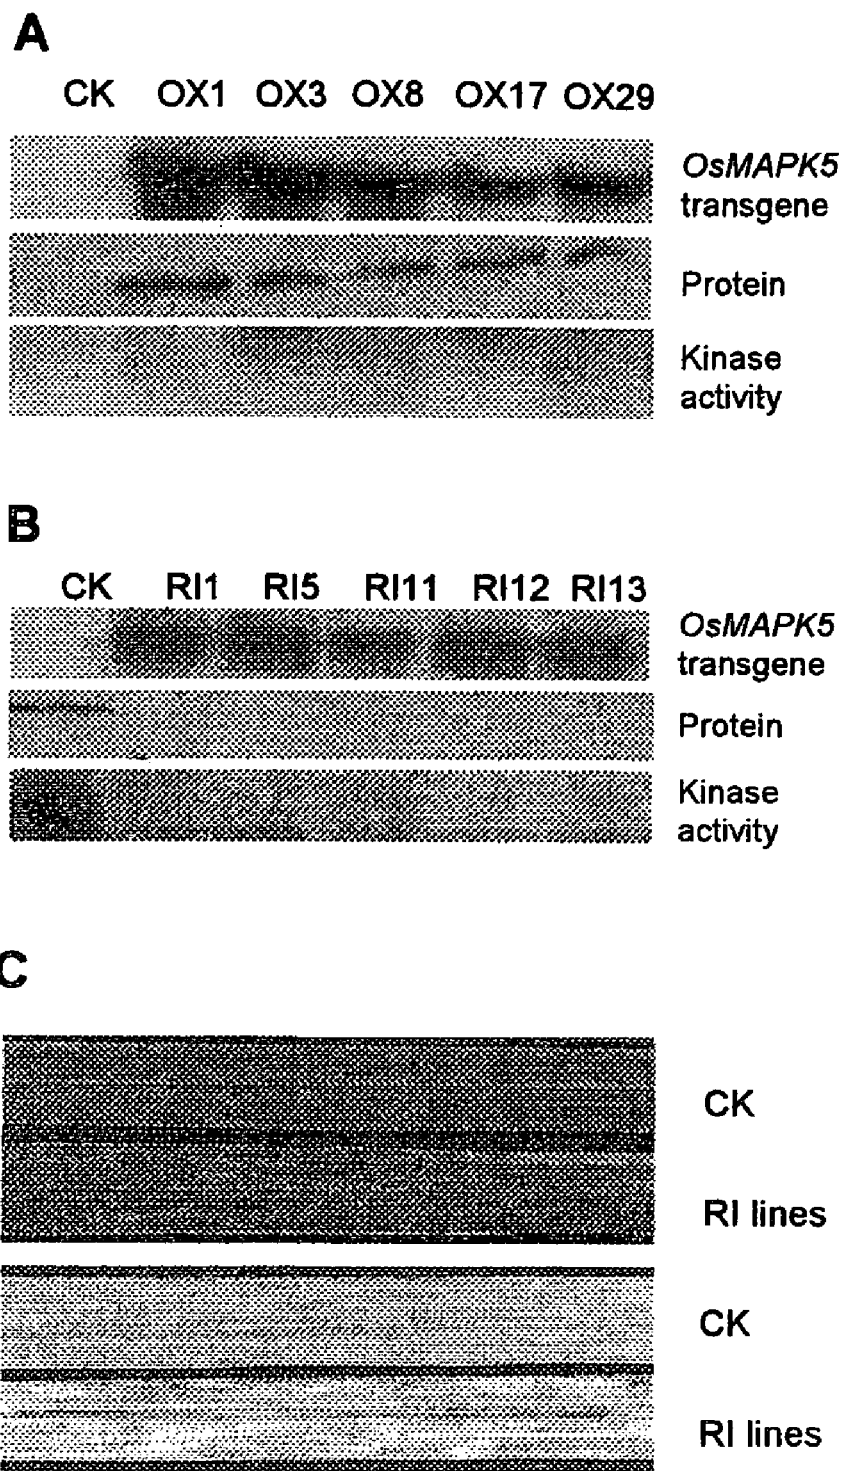 A
CK OX1 OX3 OX8 OX17 OX29
OsMAPK5
transgene
Protein
Kinase
activity
B
CK RI1 RI5 RI11 RI12 RI13
OsMAPK5
transgene
Protein
Kinase
activity
C
CK
RI lines
CK
RI lines